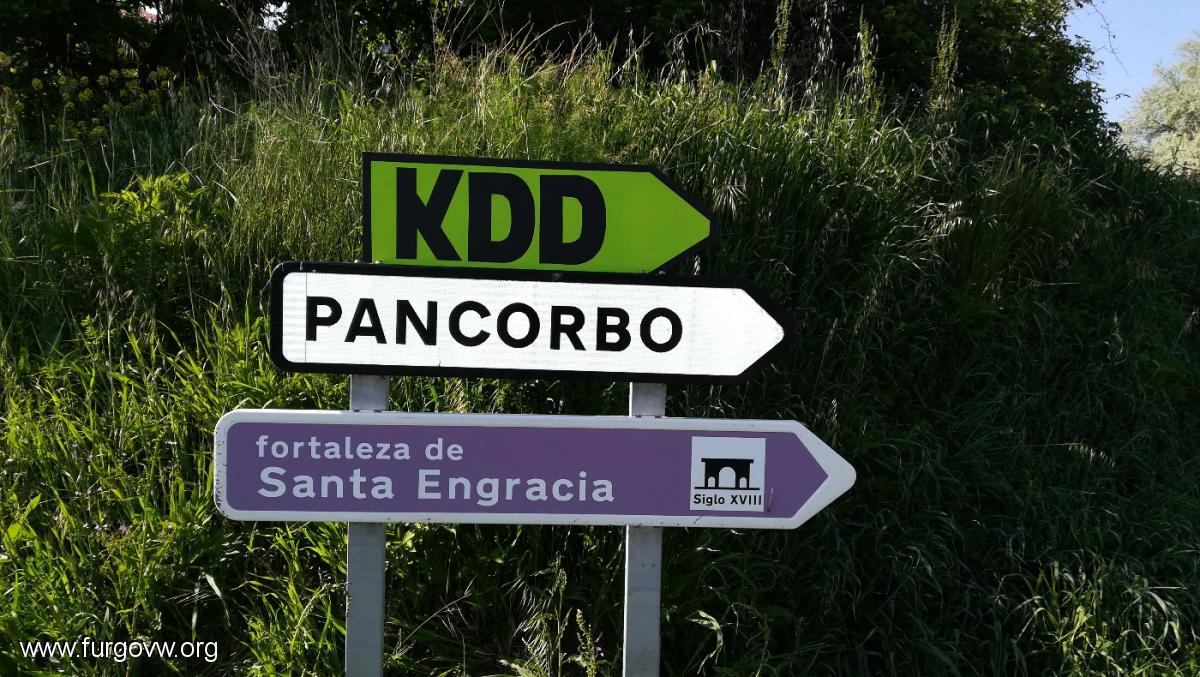 KDD
PANCORBO
fortaleza de
Santa Engracia
Siglo XVIII
www.furgovw.org